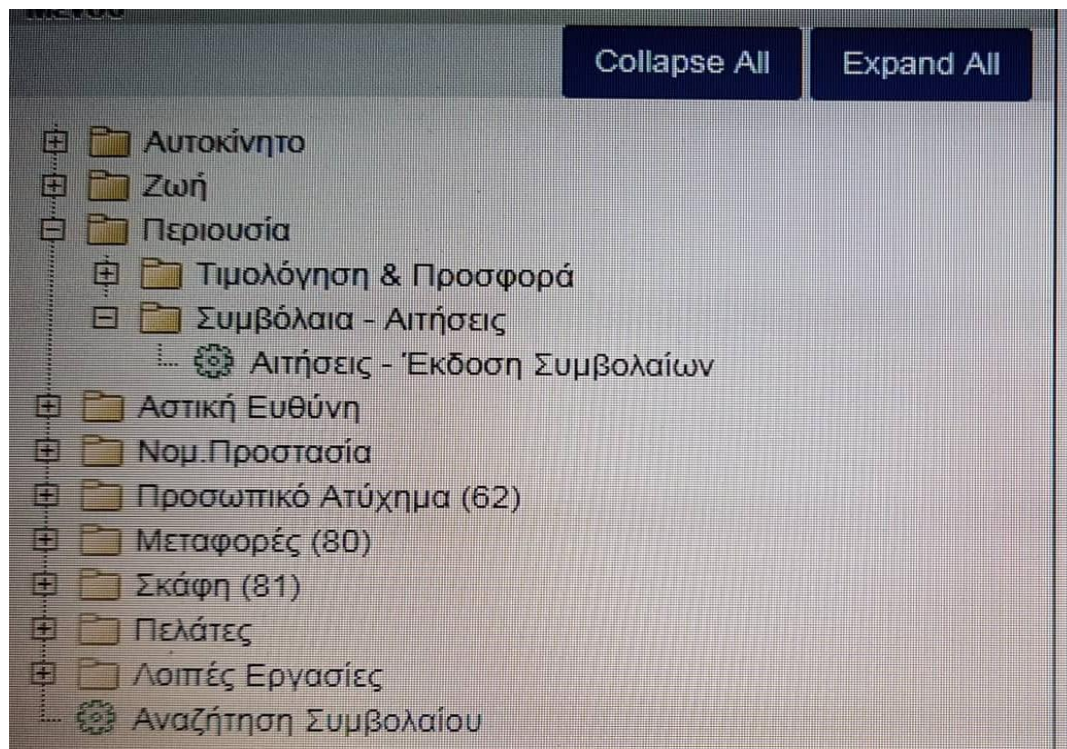 Collapse All Expand All
Αυτοκίνητο
Ζωή
Περιουσία
Τιμολόγηση & Προσφορά
Συμβόλαια - Αιτήσεις
Αιτήσεις - Έκδοση Συμβολαίων
Αστική Ευθύνη
Νομ.Προστασία
Προσωπικό Ατύχημα (62)
Μεταφορές (80)
Σκάφη (81)
Πελάτες
Λοιπές Εργασίες
Αναζήτηση Συμβολαίου